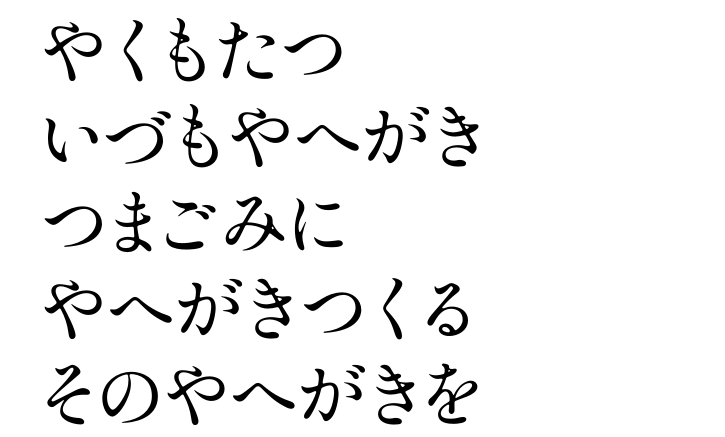 やくもたつ
いづもやへがき
つまごみに
やへがきつくる
そのやへがきを